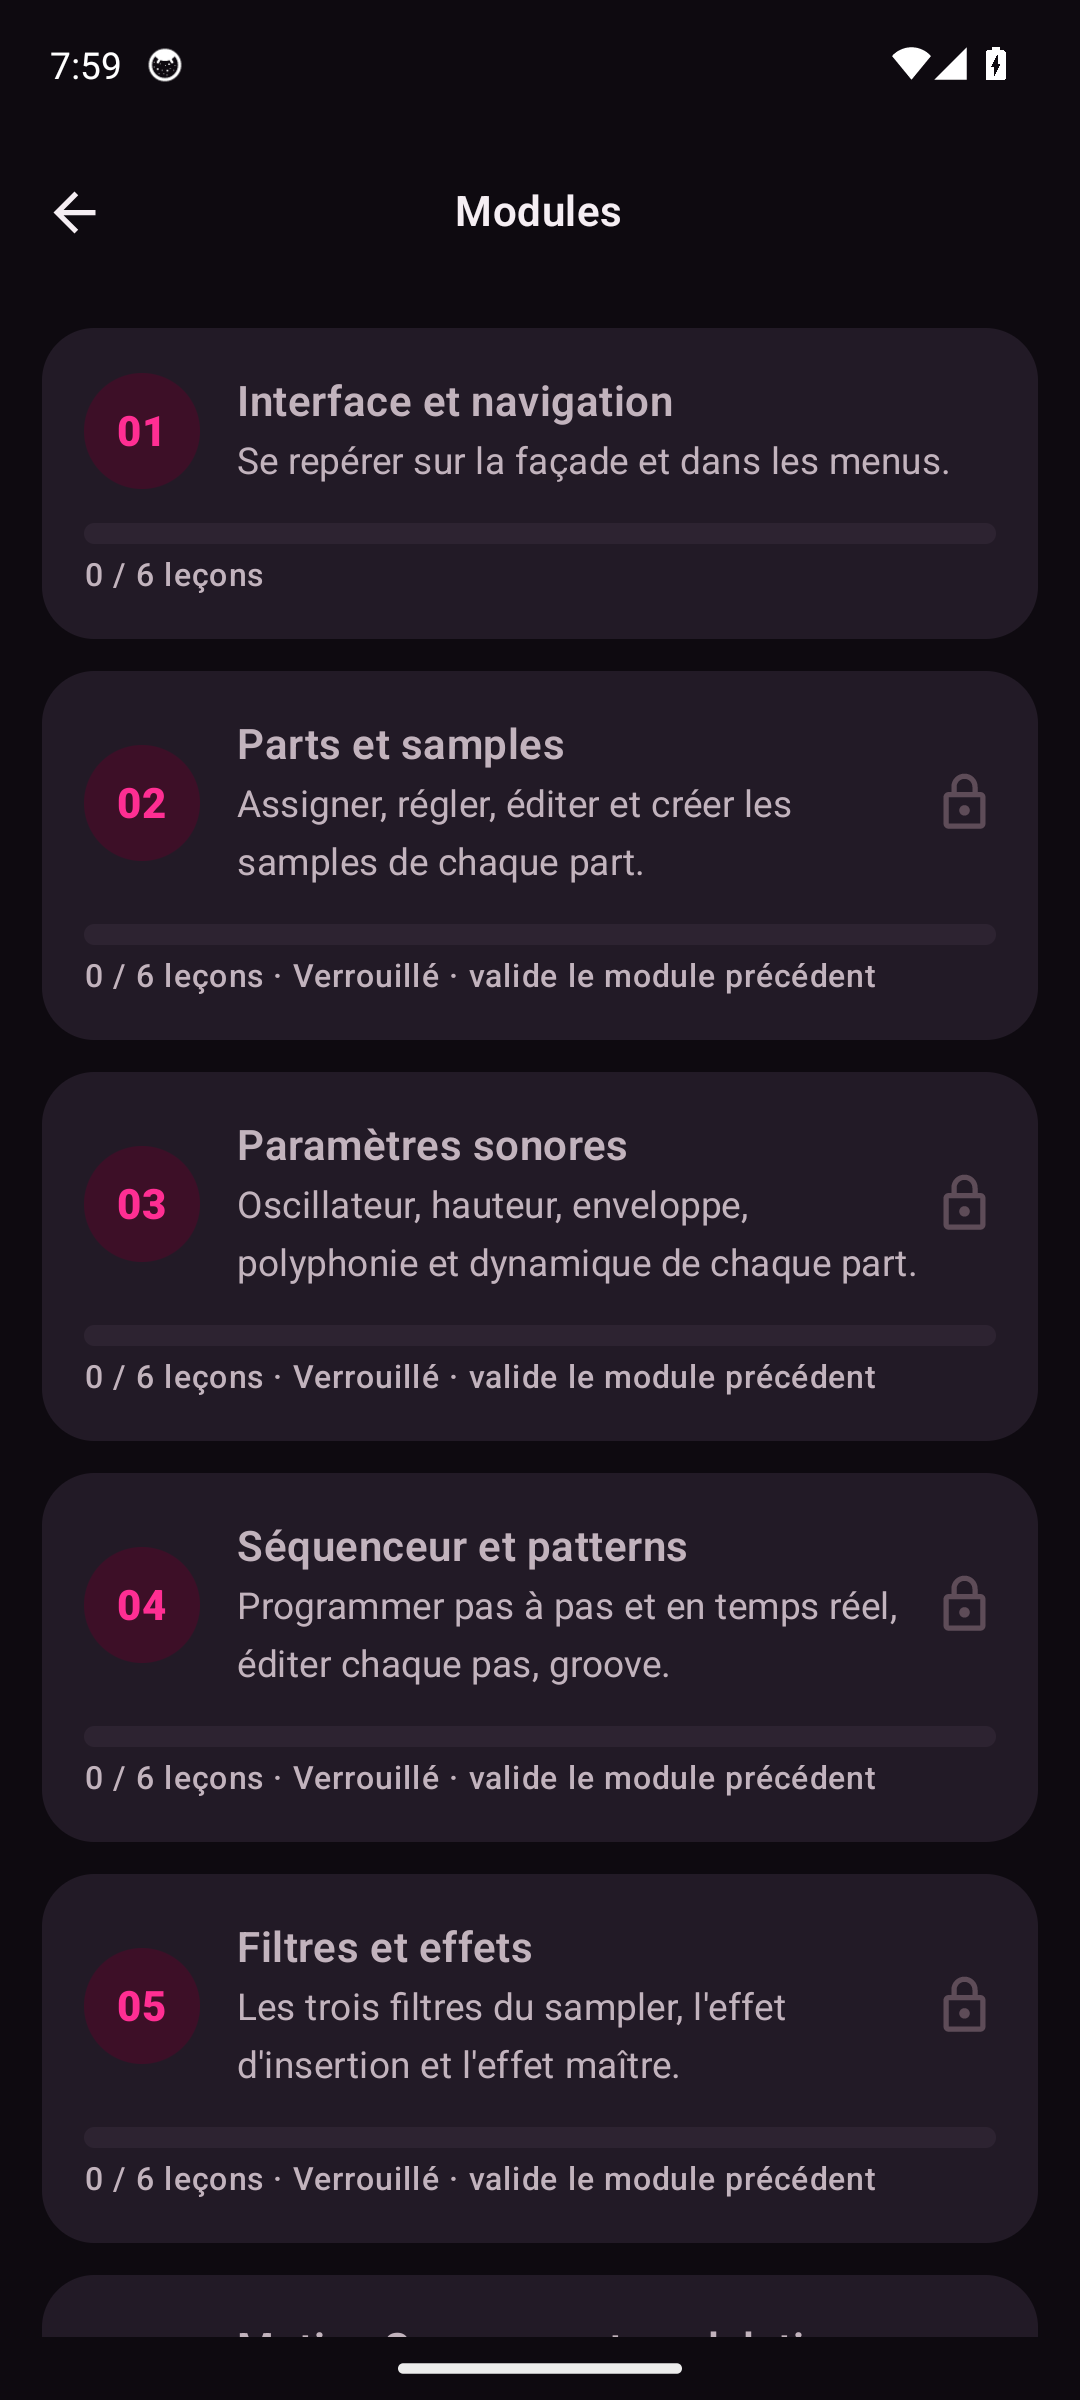 7:59
Modules
01
Interface et navigation
Se repérer sur la façade et dans les menus.
0 / 6 leçons
02
Parts et samples
Assigner, régler, éditer et créer les
samples de chaque part.
0 / 6 leçons · Verrouillé · valide le module précédent
03
Paramètres sonores
Oscillateur, hauteur, enveloppe,
polyphonie et dynamique de chaque part.
0 / 6 leçons · Verrouillé · valide le module précédent
04
Séquenceur et patterns
Programmer pas à pas et en temps réel,
éditer chaque pas, groove.
0 / 6 leçons · Verrouillé · valide le module précédent
05
Filtres et effets
Les trois filtres du sampler, l'effet
d'insertion et l'effet maître.
0 / 6 leçons · Verrouillé · valide le module précédent